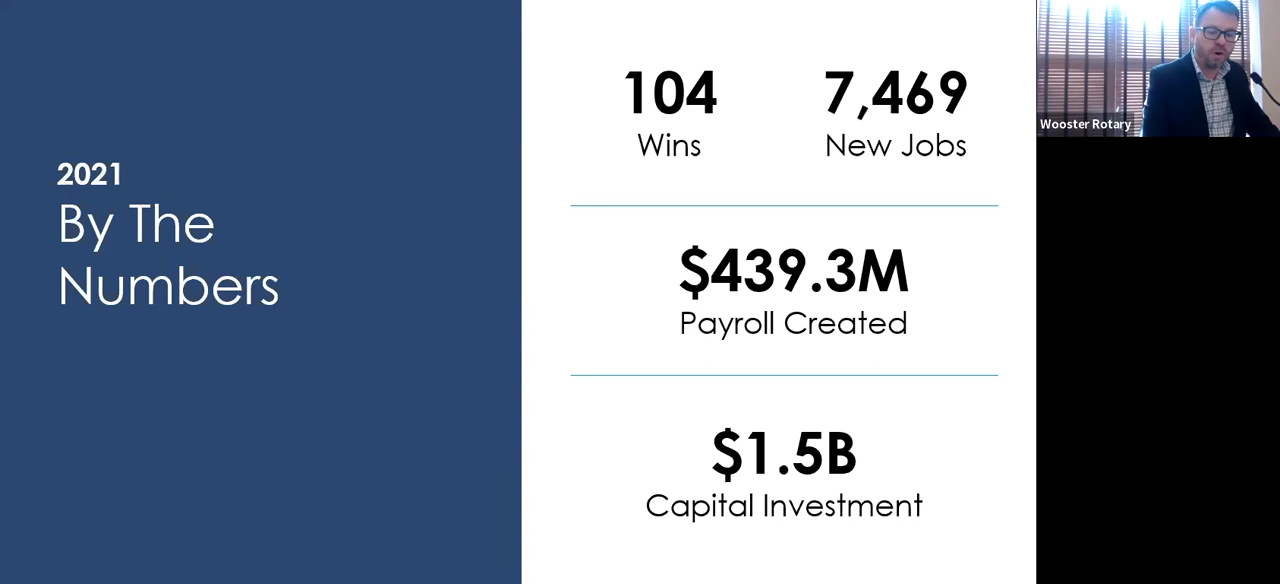 2021
By The
Numbers
104
Wins
7,469
New Jobs
$439.3M
Payroll Created
$1.5B
Capital Investment
Wooster Rotary